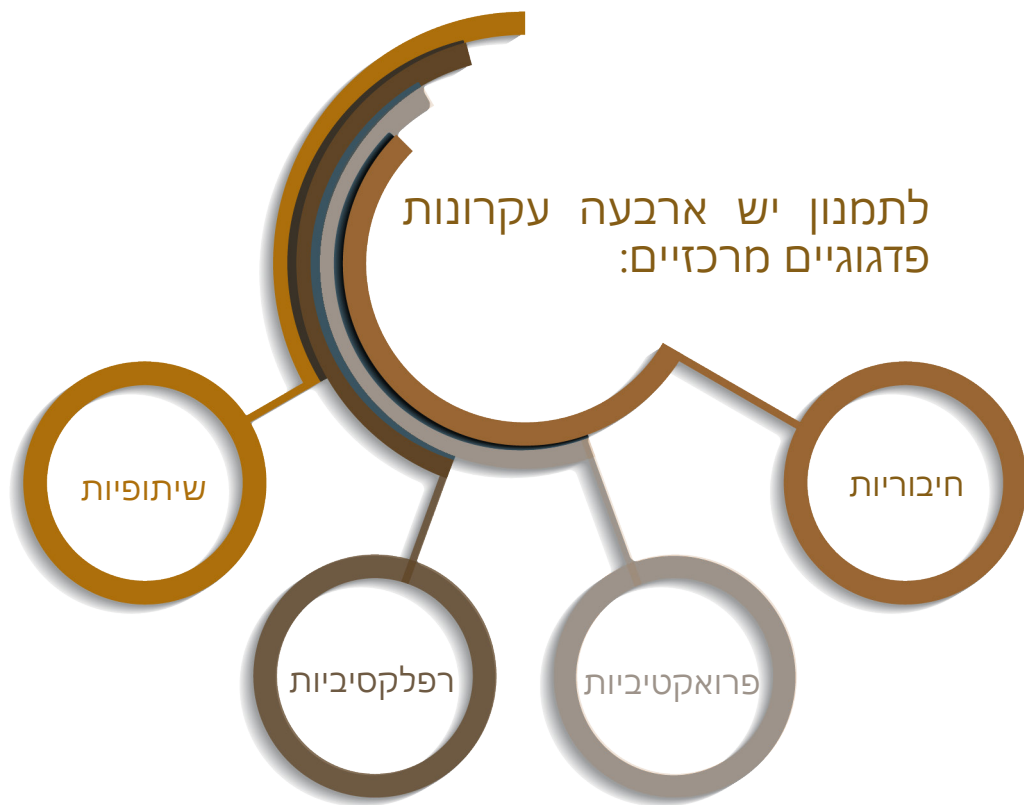 לתמנון יש ארבעה עקרונות
פדגוגיים מרכזיים:
חיבוריות
פרואקטיביות
רפלקסיביות
שיתופיות